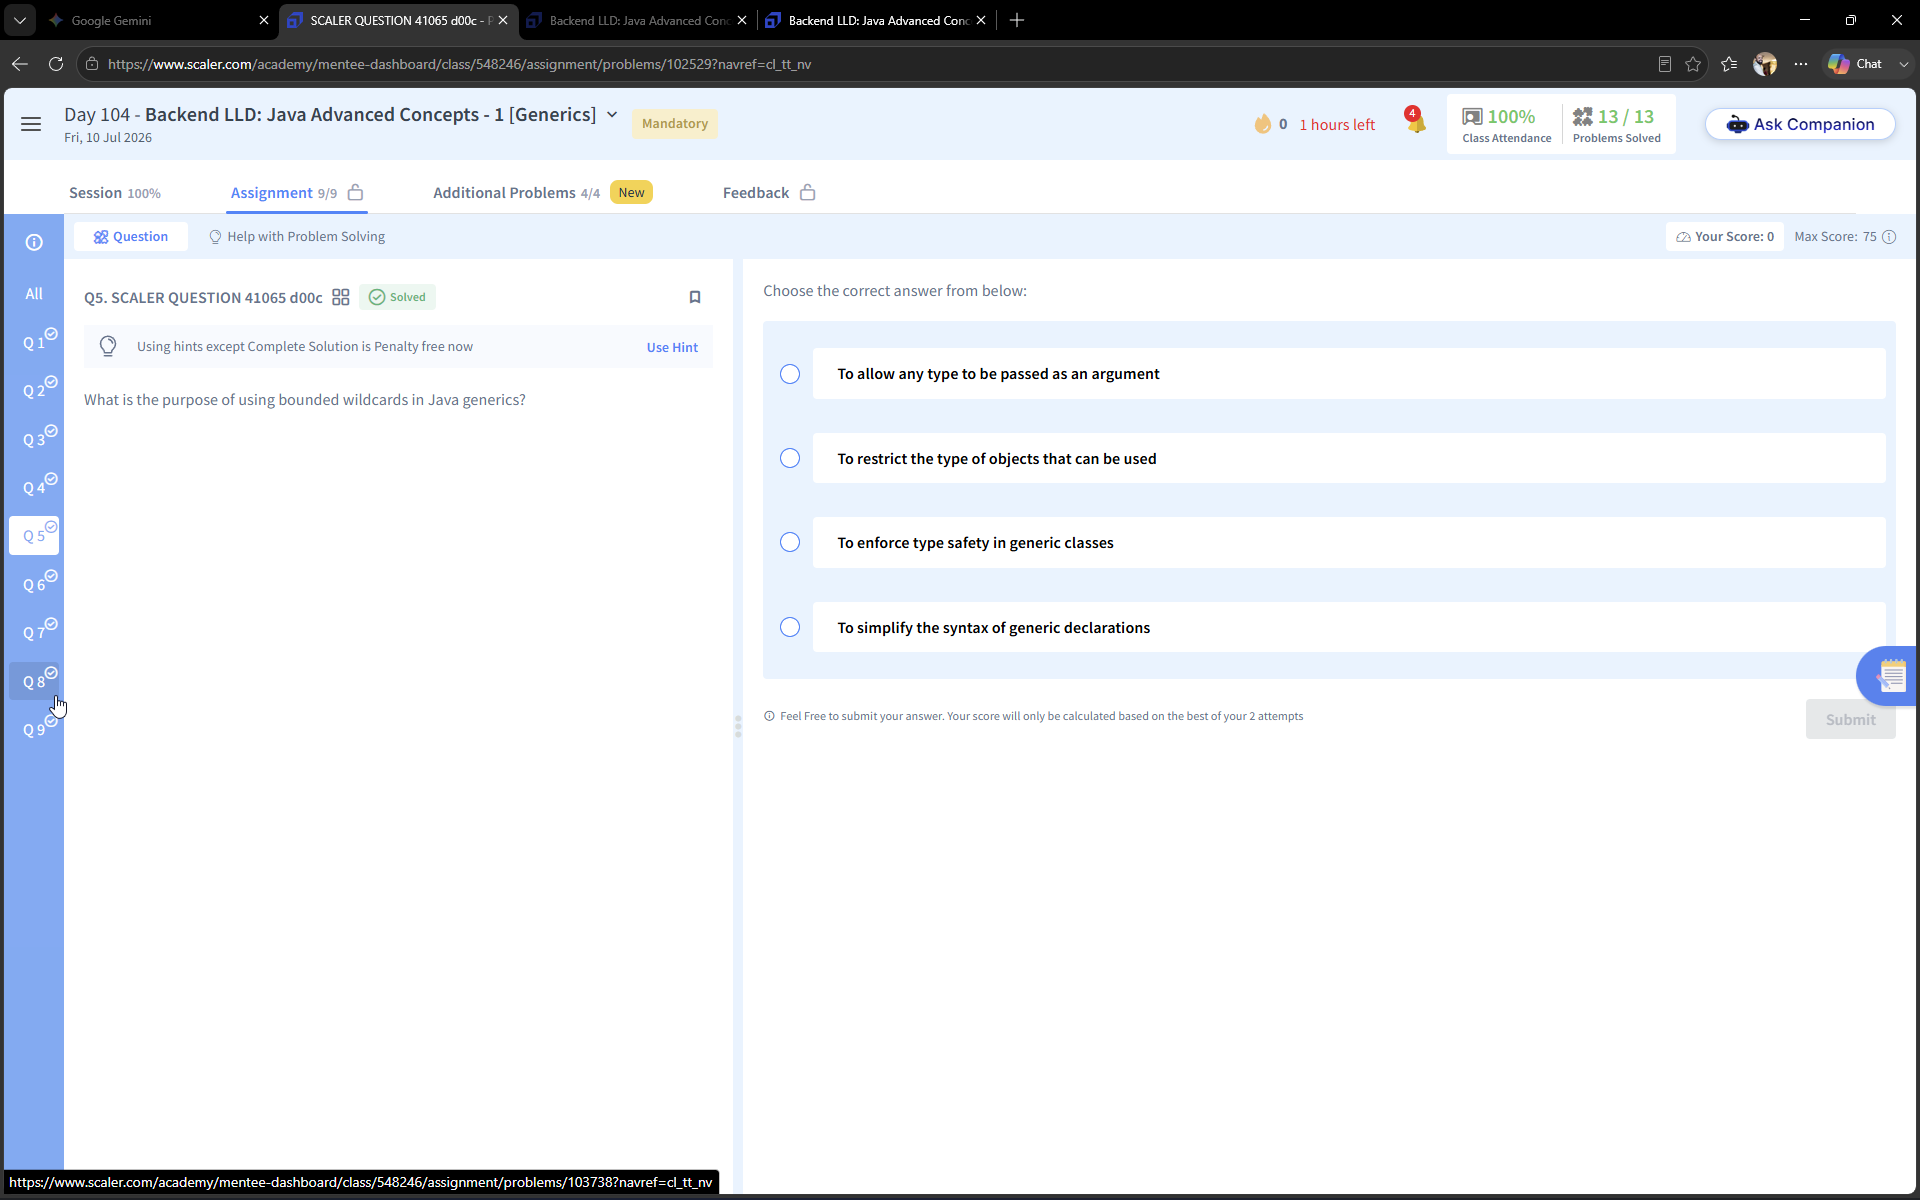 Google Gemini
SCALER QUESTION 41065 d00c - P
Backend LLD: Java Advanced Conc
Backend LLD: Java Advanced Conc
https://www.scaler.com/academy/mentee-dashboard/class/548246/assignment/problems/102529?navref=cl_tt_nv
Chat
Day 104 - Backend LLD: Java Advanced Concepts - 1 [Generics]
Mandatory
Fri, 10 Jul 2026
0 1 hours left
4
100%
Class Attendance
13 / 13
Problems Solved
Ask Companion
Session 100%
Assignment 9/9
Additional Problems 4/4 New
Feedback
Question
Help with Problem Solving
Your Score: 0
Max Score: 75
All
Q 1
Q 2
Q 3
Q 4
Q 5
Q 6
Q 7
Q 8
Q 9
Q5. SCALER QUESTION 41065 d00c
Solved
Using hints except Complete Solution is Penalty free now
Use Hint
What is the purpose of using bounded wildcards in Java generics?
Choose the correct answer from below:
To allow any type to be passed as an argument
To restrict the type of objects that can be used
To enforce type safety in generic classes
To simplify the syntax of generic declarations
Feel Free to submit your answer. Your score will only be calculated based on the best of your 2 attempts
Submit
https://www.scaler.com/academy/mentee-dashboard/class/548246/assignment/problems/103738?navref=cl_tt_nv